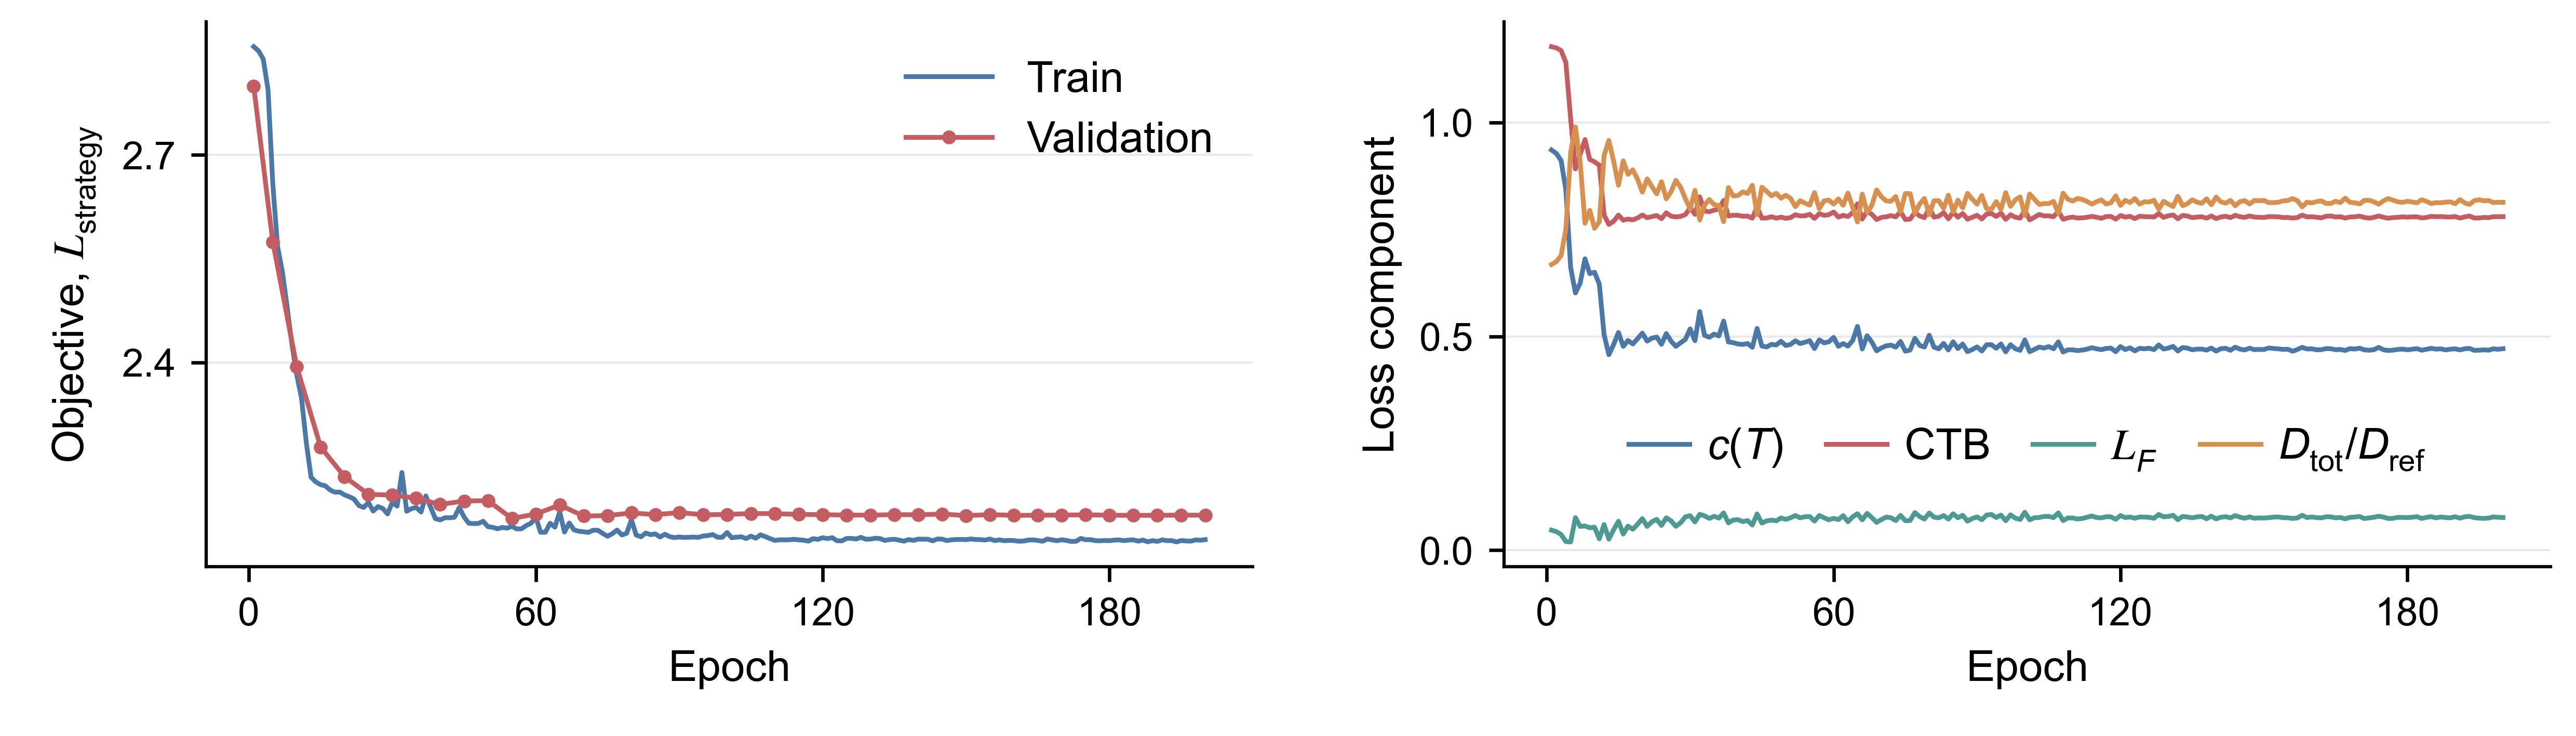 Objective, L_strategy
2.7
2.4
Train
Validation
0 60 120 180
Epoch
Loss component
1.0
0.5
0.0
c(T) CTB L_F D_tot/D_ref
0 60 120 180
Epoch